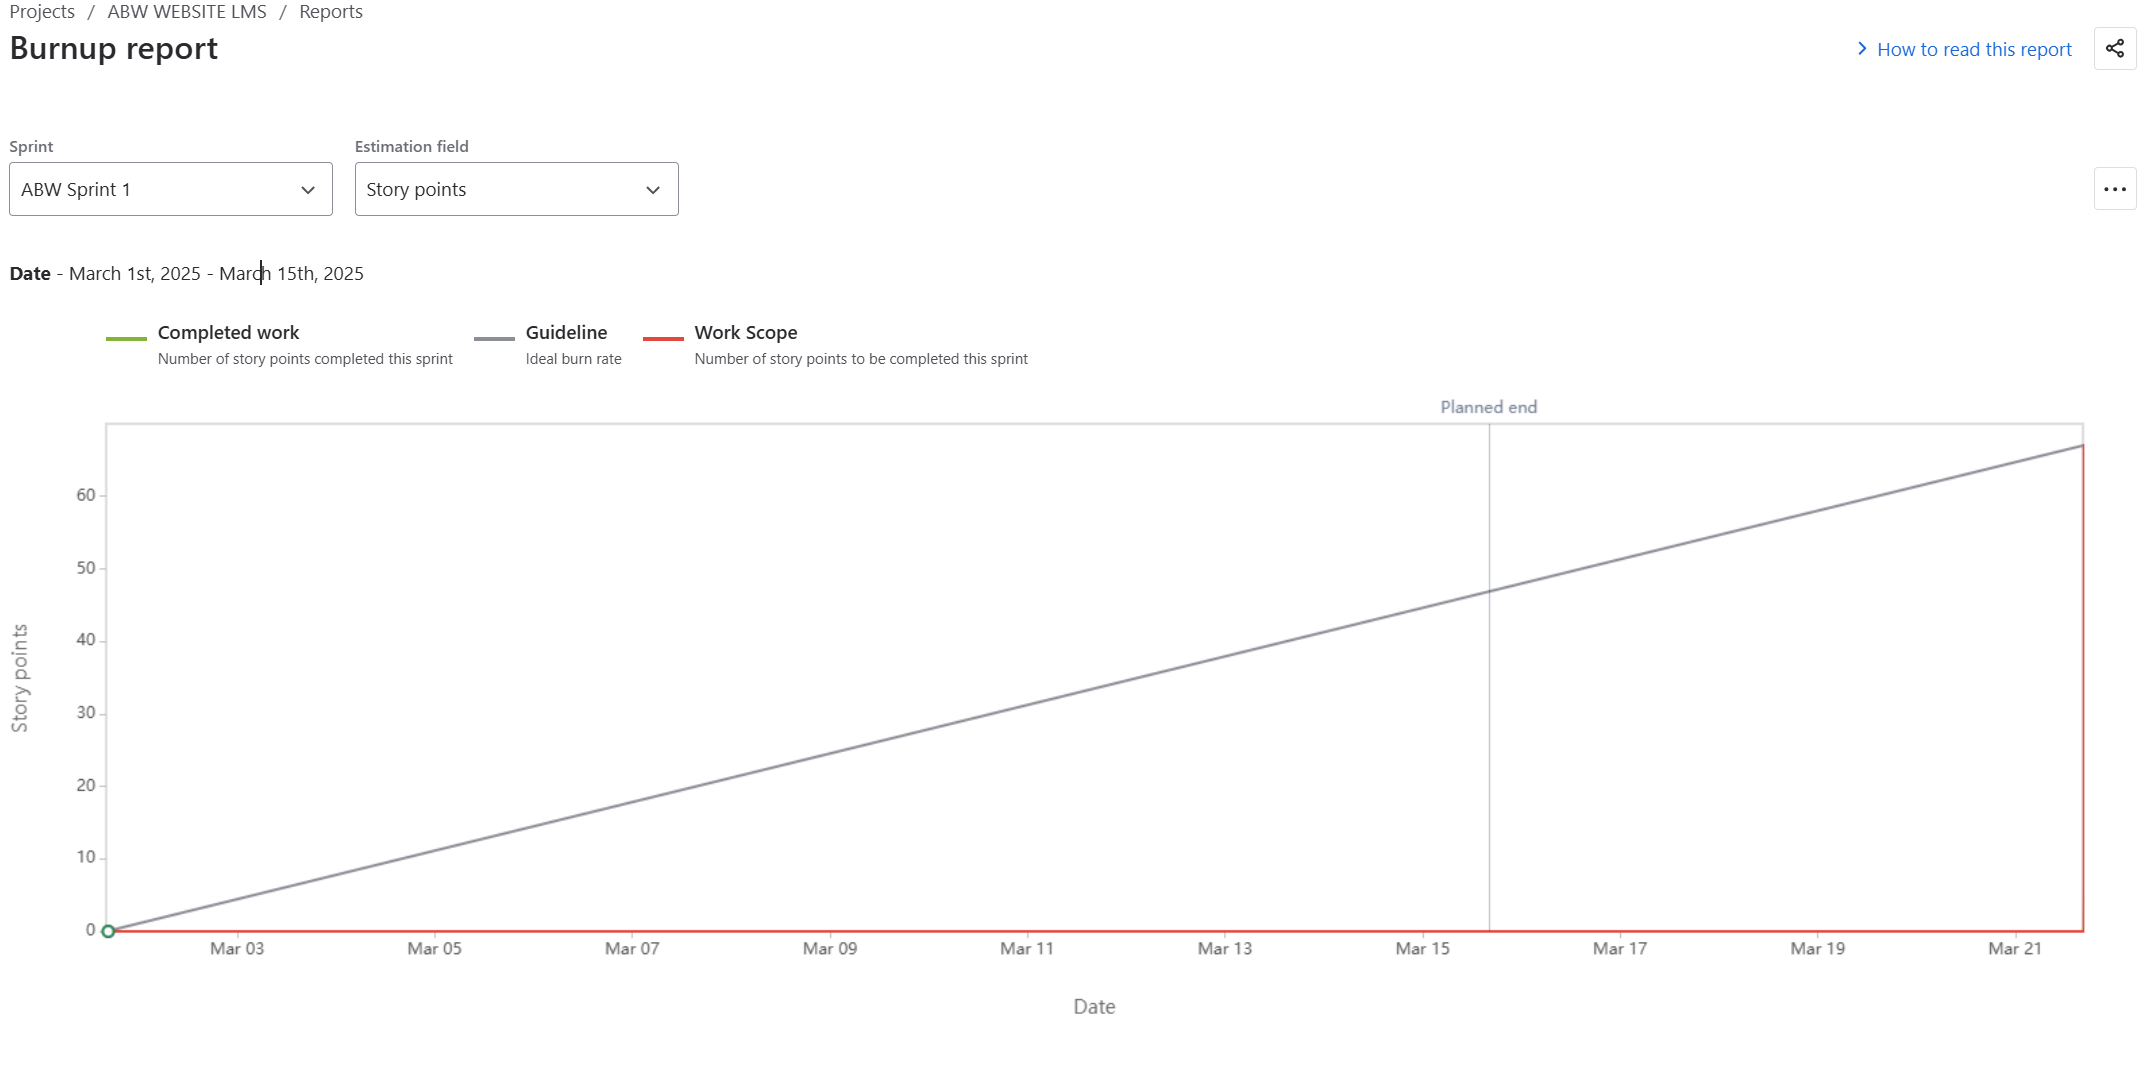 Projects / ABW WEBSITE LMS / Reports
Burnup report
How to read this report
Sprint
Estimation field
ABW Sprint 1
Story points
Date - March 1st, 2025 - March 15th, 2025
Completed work
Number of story points completed this sprint
Guideline
Ideal burn rate
Work Scope
Number of story points to be completed this sprint
Planned end
60
50
40
30
20
10
0
Story points
Mar 03 Mar 05 Mar 07 Mar 09 Mar 11 Mar 13 Mar 15 Mar 17 Mar 19 Mar 21
Date